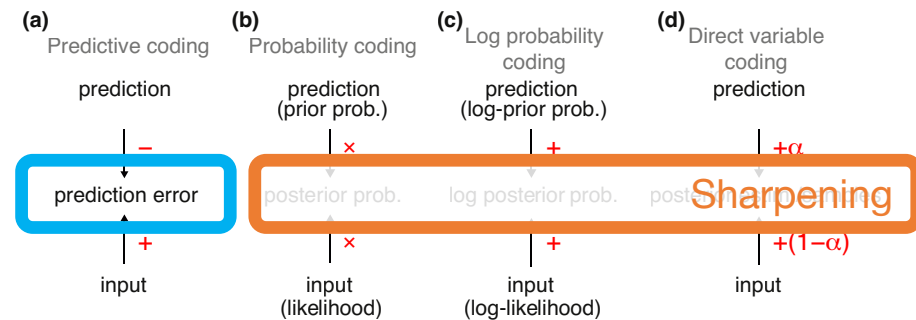 (a)
Predictive coding
prediction
−
prediction error
+
input
(b)
Probability coding
prediction
(prior prob.)
×
posterior prob.
×
input
(likelihood)
(c)
Log probability
coding
prediction
(log-prior prob.)
+
log posterior prob.
+
input
(log-likelihood)
(d)
Direct variable
coding
prediction
+α
Sharpening
+(1−α)
input